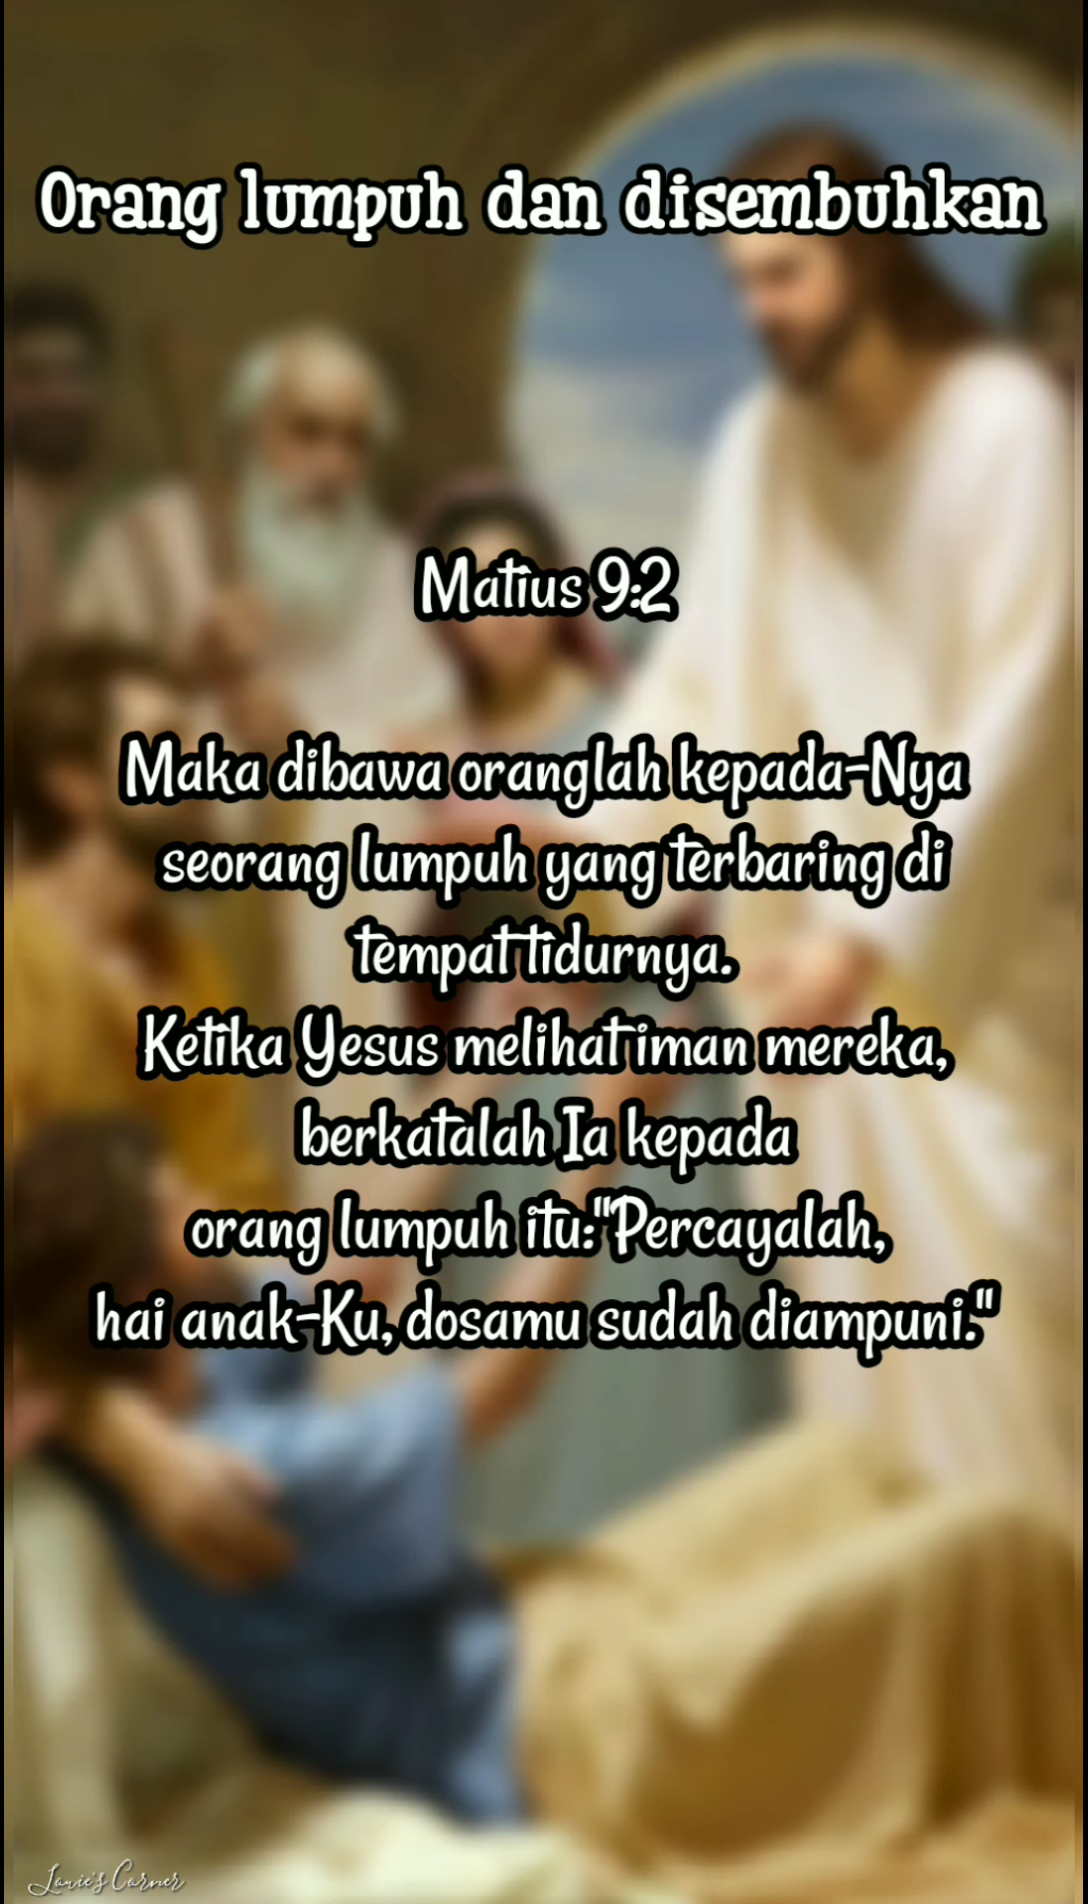 Orang lumpuh dan disembuhkan
Matius 9:2
Maka dibawa oranglah kepada-Nya
seorang lumpuh yang terbaring di
tempat tidurnya.
Ketika Yesus melihat iman mereka,
berkatalah Ia kepada
orang lumpuh itu:"Percayalah,
hai anak-Ku, dosamu sudah diampuni."
Louie's Corner